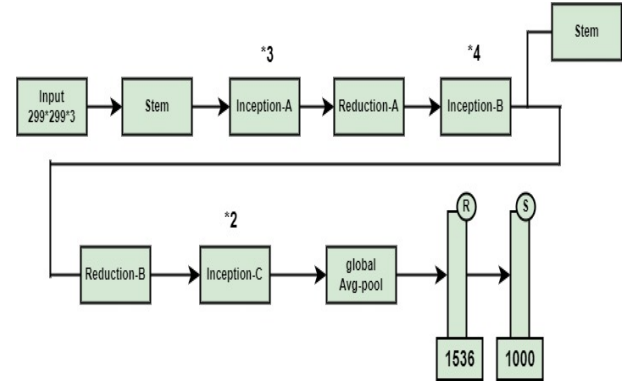 Stem
*3
*4
Input
299*299*3
Stem
Inception-A
Reduction-A
Inception-B
*2
R
S
Reduction-B
Inception-C
global
Avg-pool
1536
1000